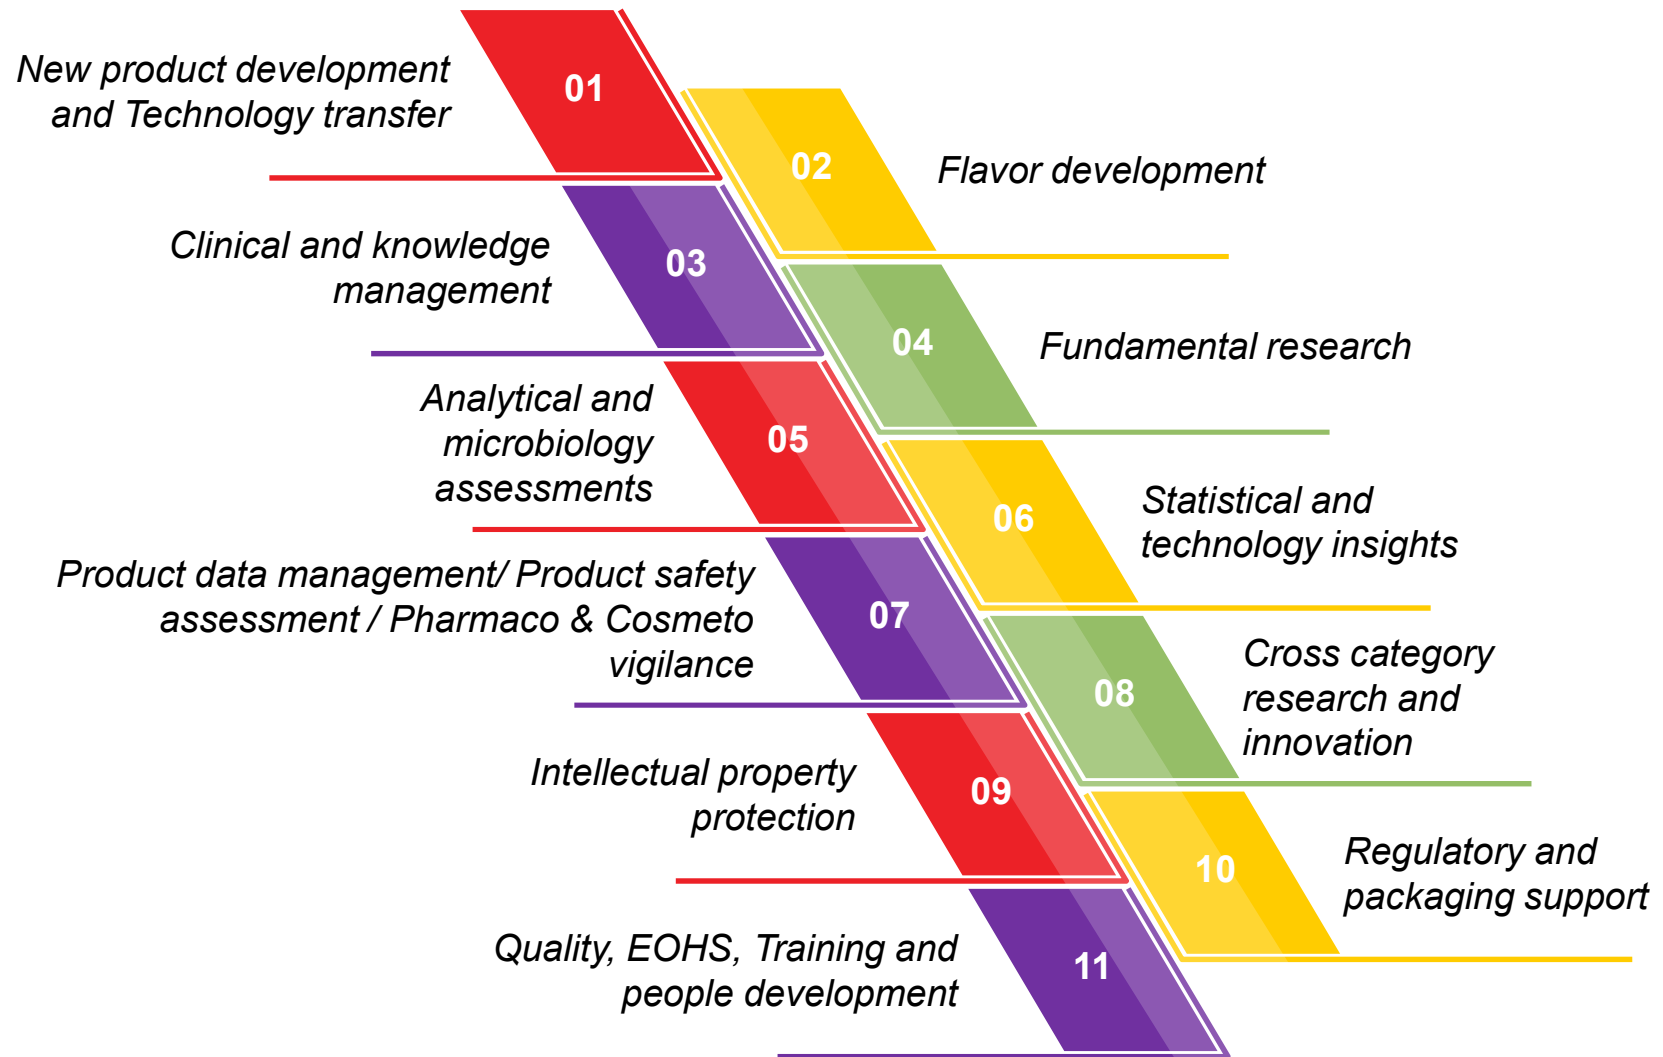 01
New product development
and Technology transfer
02
Flavor development
03
Clinical and knowledge
management
04
Fundamental research
05
Analytical and
microbiology
assessments
06
Statistical and
technology insights
07
Product data management/ Product safety
assessment / Pharmaco & Cosmeto
vigilance
08
Cross category
research and
innovation
09
Intellectual property
protection
10
Regulatory and
packaging support
11
Quality, EOHS, Training and
people development